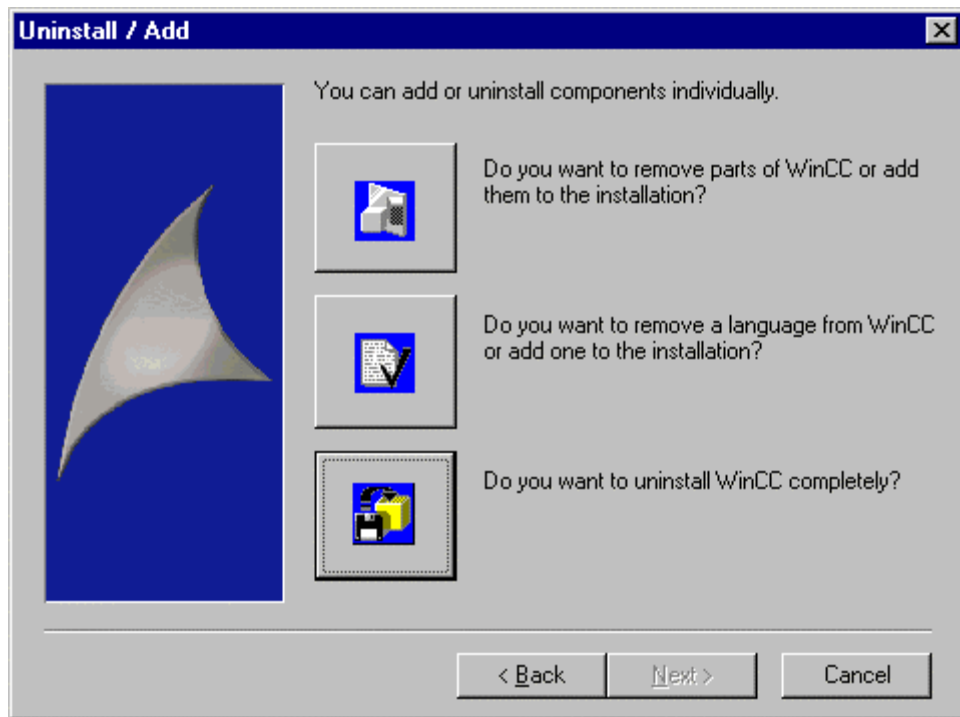 Uninstall / Add
You can add or uninstall components individually.
Do you want to remove parts of WinCC or add
them to the installation?
Do you want to remove a language from WinCC
or add one to the installation?
Do you want to uninstall WinCC completely?
< Back
Next >
Cancel